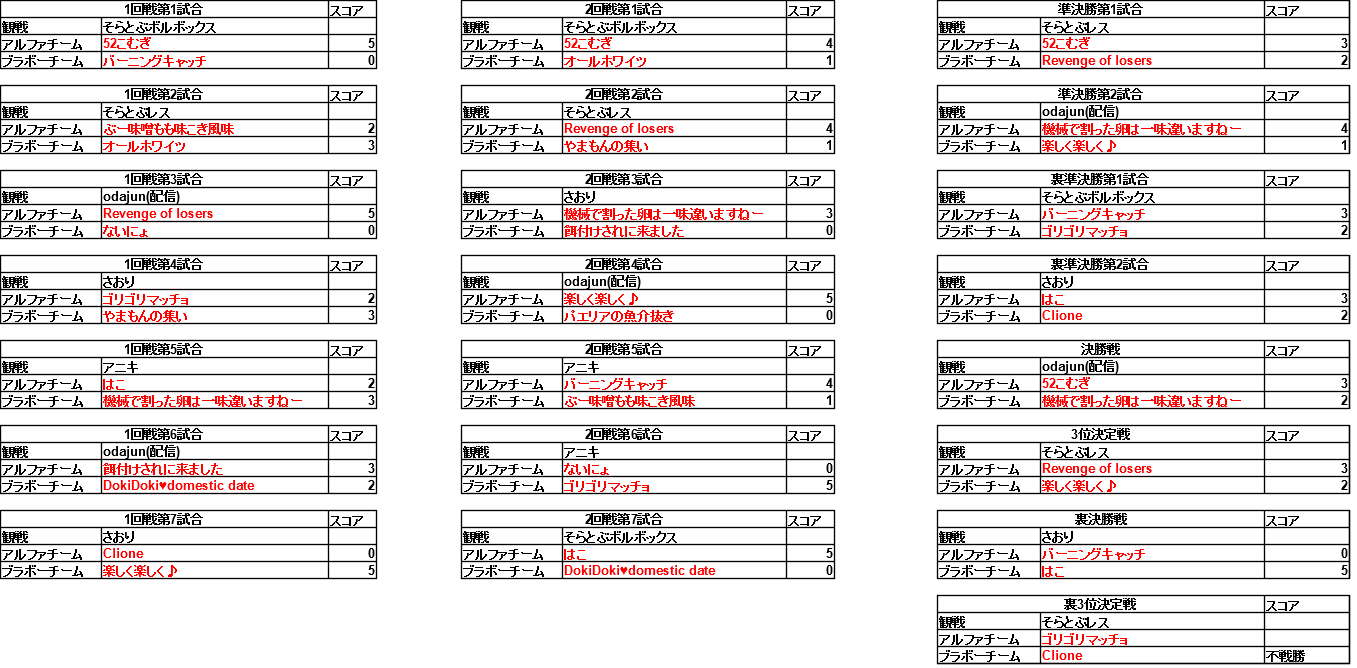 1回戦第1試合 スコア
観戦 そらとぶボルボックス
アルファチーム 52こむぎ 5
ブラボーチーム バーニングキャッチ 0
1回戦第2試合 スコア
観戦 そらとぶレス
アルファチーム ぶー味噌もも味こき風味 2
ブラボーチーム オールホワイツ 3
1回戦第3試合 スコア
観戦 odajun(配信)
アルファチーム Revenge of losers 5
ブラボーチーム ないにょ 0
1回戦第4試合 スコア
観戦 さおり
アルファチーム ゴリゴリマッチョ 2
ブラボーチーム やまもんの集い 3
1回戦第5試合 スコア
観戦 アニキ
アルファチーム はこ 2
ブラボーチーム 機械で割った卵は一味違いますねー 3
1回戦第6試合 スコア
観戦 odajun(配信)
アルファチーム 餌付けされに来ました 3
ブラボーチーム DokiDoki♥domestic date 2
1回戦第7試合 スコア
観戦 さおり
アルファチーム Clione 0
ブラボーチーム 楽しく楽しく♪ 5
2回戦第1試合 スコア
観戦 そらとぶボルボックス
アルファチーム 52こむぎ 4
ブラボーチーム オールホワイツ 1
2回戦第2試合 スコア
観戦 そらとぶレス
アルファチーム Revenge of losers 4
ブラボーチーム やまもんの集い 1
2回戦第3試合 スコア
観戦 さおり
アルファチーム 機械で割った卵は一味違いますねー 3
ブラボーチーム 餌付けされに来ました 0
2回戦第4試合 スコア
観戦 odajun(配信)
アルファチーム 楽しく楽しく♪ 5
ブラボーチーム パエリアの魚介抜き 0
2回戦第5試合 スコア
観戦 アニキ
アルファチーム バーニングキャッチ 4
ブラボーチーム ぶー味噌もも味こき風味 1
2回戦第6試合 スコア
観戦 アニキ
アルファチーム ないにょ 0
ブラボーチーム ゴリゴリマッチョ 5
2回戦第7試合 スコア
観戦 そらとぶボルボックス
アルファチーム はこ 5
ブラボーチーム DokiDoki♥domestic date 0
準決勝第1試合 スコア
観戦 そらとぶレス
アルファチーム 52こむぎ 3
ブラボーチーム Revenge of losers 2
準決勝第2試合 スコア
観戦 odajun(配信)
アルファチーム 機械で割った卵は一味違いますねー 4
ブラボーチーム 楽しく楽しく♪ 1
裏準決勝第1試合 スコア
観戦 そらとぶボルボックス
アルファチーム バーニングキャッチ 3
ブラボーチーム ゴリゴリマッチョ 2
裏準決勝第2試合 スコア
観戦 さおり
アルファチーム はこ 3
ブラボーチーム Clione 2
決勝戦 スコア
観戦 odajun(配信)
アルファチーム 52こむぎ 3
ブラボーチーム 機械で割った卵は一味違いますねー 2
3位決定戦 スコア
観戦 そらとぶレス
アルファチーム Revenge of losers 3
ブラボーチーム 楽しく楽しく♪ 2
裏決勝戦 スコア
観戦 さおり
アルファチーム バーニングキャッチ 0
ブラボーチーム はこ 5
裏3位決定戦 スコア
観戦 そらとぶレス
アルファチーム ゴリゴリマッチョ
ブラボーチーム Clione 不戦勝